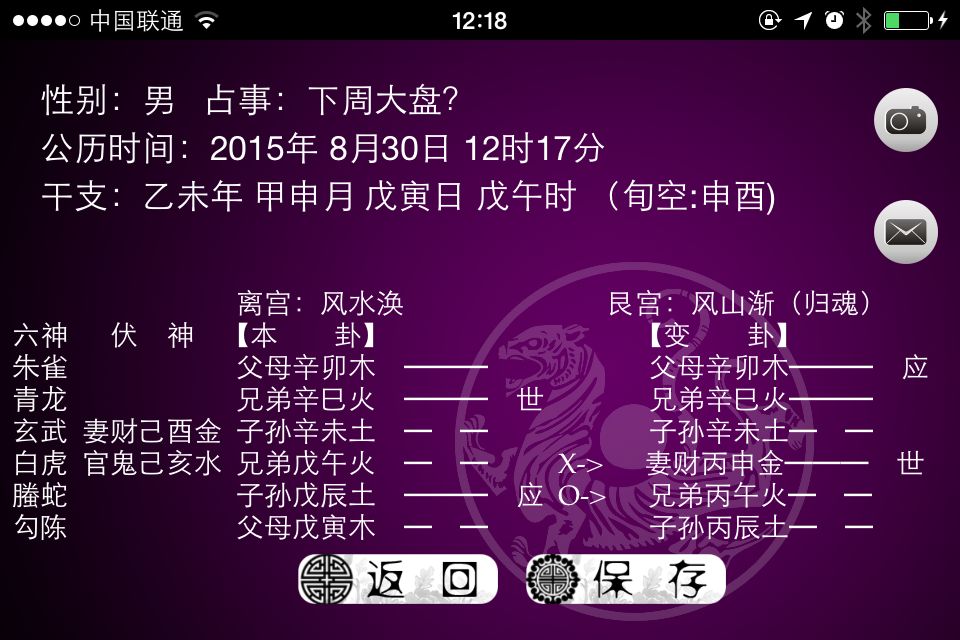 中国联通 12:18
性别：男 占事：下周大盘？
公历时间：2015年 8月30日 12时17分
干支：乙未年 甲申月 戊寅日 戊午时 （旬空:申酉)
离宫：风水涣 艮宫：风山渐（归魂）
六神 伏 神 【本 卦】 【变 卦】
朱雀 父母辛卯木 父母辛卯木 应
青龙 兄弟辛巳火 世 兄弟辛巳火
玄武 妻财己酉金 子孙辛未土 子孙辛未土
白虎 官鬼己亥水 兄弟戊午火 X-> 妻财丙申金 世
螣蛇 子孙戊辰土 应 O-> 兄弟丙午火
勾陈 父母戊寅木 子孙丙辰土
返 回 保 存